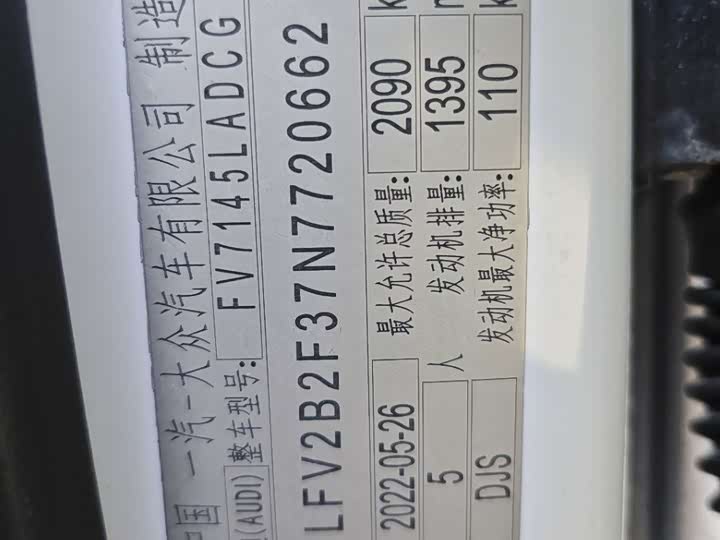 中国 一汽-大众汽车有限公司 制造
(AUDI) 整车型号: FV7145LADCG
LFV2B2F37N7720662
2022-05-26 最大允许总质量: 2090 k
5 人 发动机排量: 1395
DJS 发动机最大净功率: 110 k